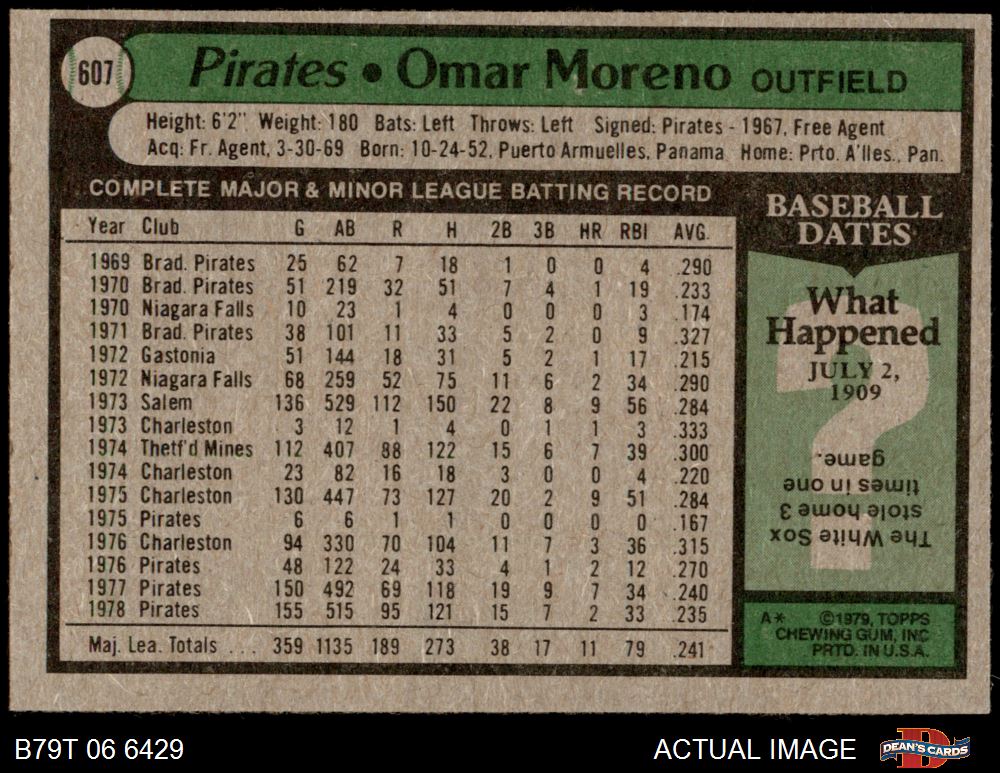 607
Pirates • Omar Moreno OUTFIELD
Height: 6'2" Weight: 180 Bats: Left Throws: Left Signed: Pirates - 1967, Free Agent
Acq: Fr. Agent, 3-30-69 Born: 10-24-52, Puerto Armuelles, Panama Home: Prto. A'lles., Pan.
COMPLETE MAJOR & MINOR LEAGUE BATTING RECORD
Year Club G AB R H 2B 3B HR RBI AVG.
1969 Brad. Pirates 25 62 7 18 1 0 0 4 .290
1970 Brad. Pirates 51 219 32 51 7 4 1 19 .233
1970 Niagara Falls 10 23 1 4 0 0 0 3 .174
1971 Brad. Pirates 38 101 11 33 5 2 0 9 .327
1972 Gastonia 51 144 18 31 5 2 1 17 .215
1972 Niagara Falls 68 259 52 75 11 6 2 34 .290
1973 Salem 136 529 112 150 22 8 9 56 .284
1973 Charleston 3 12 1 4 0 1 1 3 .333
1974 Thetf'd Mines 112 407 88 122 15 6 7 39 .300
1974 Charleston 23 82 16 18 3 0 0 4 .220
1975 Charleston 130 447 73 127 20 2 9 51 .284
1975 Pirates 6 6 1 1 0 0 0 0 .167
1976 Charleston 94 330 70 104 11 7 3 36 .315
1976 Pirates 48 122 24 33 4 1 2 12 .270
1977 Pirates 150 492 69 118 19 9 7 34 .240
1978 Pirates 155 515 95 121 15 7 2 33 .235
Maj. Lea. Totals . . . 359 1135 189 273 38 17 11 79 .241
BASEBALL
DATES
What
Happened
JULY 2,
1909
?
The White Sox
stole home 3
times in one
game.
A* ©1979, TOPPS
CHEWING GUM, INC
PRTD. IN U.S.A.
B79T 06 6429
ACTUAL IMAGE
D
DEAN'S CARDS